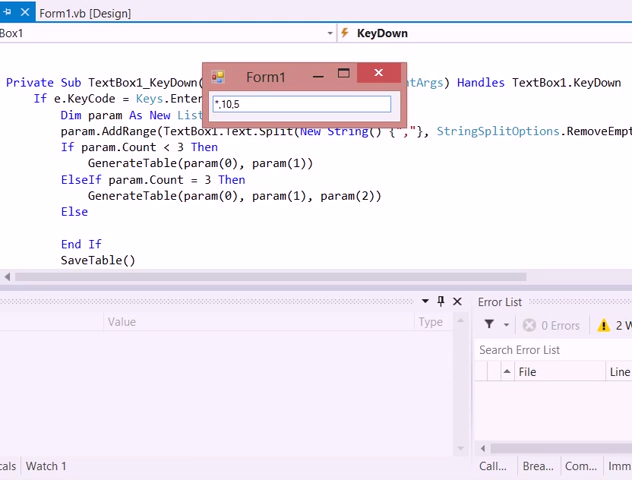 Form1.vb [Design]
Box1
KeyDown
Form1
*,10,5
Private Sub TextBox1_KeyDown( ntArgs) Handles TextBox1.KeyDown
If e.KeyCode = Keys.Enter
Dim param As New List
param.AddRange(TextBox1.Text.Split(New String() {","}, StringSplitOptions.RemoveEmpt
If param.Count < 3 Then
GenerateTable(param(0), param(1))
ElseIf param.Count = 3 Then
GenerateTable(param(0), param(1), param(2))
Else
End If
SaveTable()
Value
Type
Error List
0 Errors
2 W
Search Error List
File
Line
cals
Watch 1
Call...
Brea...
Com...
Imm